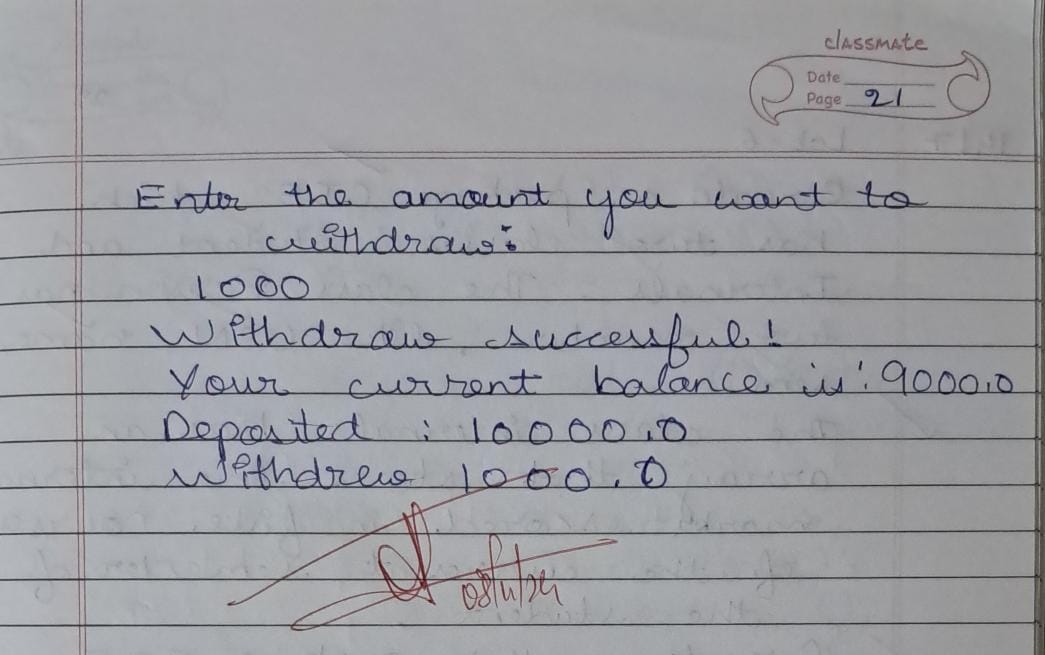 classmate
Date
Page 21
Enter the amount you want to
withdraw:
1000
Withdraw successful!
Your current balance is: 9000.0
Deposited : 10000.0
Withdrew 1000.0
08/11/24